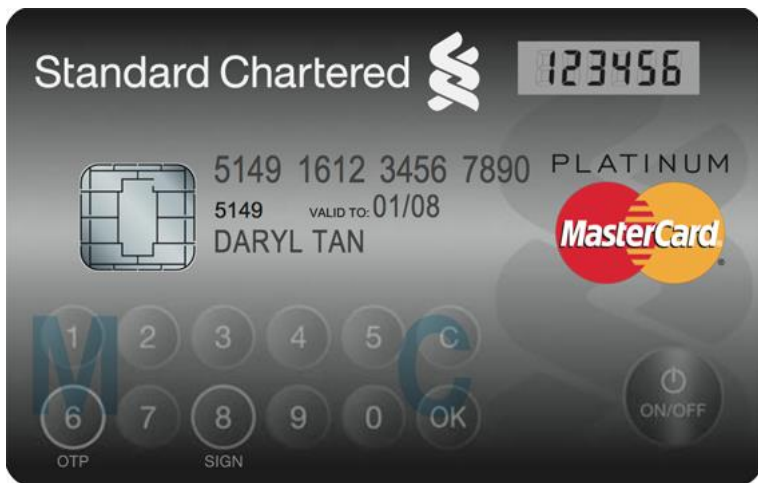 Standard Chartered 123456
5149 1612 3456 7890 PLATINUM
5149 VALID TO: 01/08 MasterCard
DARYL TAN
M C
1 2 3 4 5 C
6 7 8 9 0 OK ON/OFF
OTP SIGN